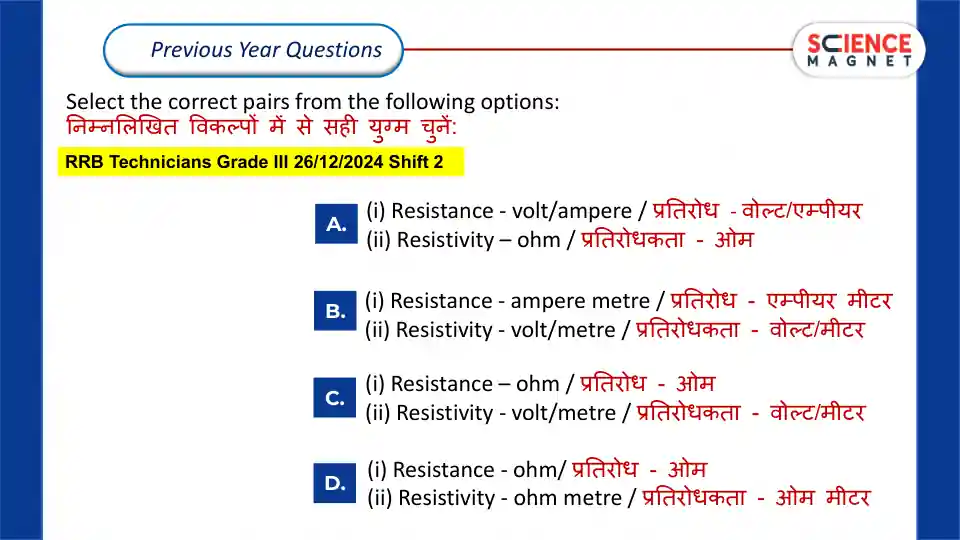 Previous Year Questions
SCIENCE
MAGNET
Select the correct pairs from the following options:
निम्नलिखित विकल्पों में से सही युग्म चुनें:
RRB Technicians Grade III 26/12/2024 Shift 2
A.
(i) Resistance - volt/ampere / प्रतिरोध - वोल्ट/एम्पीयर
(ii) Resistivity – ohm / प्रतिरोधकता - ओम
B.
(i) Resistance - ampere metre / प्रतिरोध - एम्पीयर मीटर
(ii) Resistivity - volt/metre / प्रतिरोधकता - वोल्ट/मीटर
C.
(i) Resistance – ohm / प्रतिरोध - ओम
(ii) Resistivity - volt/metre / प्रतिरोधकता - वोल्ट/मीटर
D.
(i) Resistance - ohm/ प्रतिरोध - ओम
(ii) Resistivity - ohm metre / प्रतिरोधकता - ओम मीटर